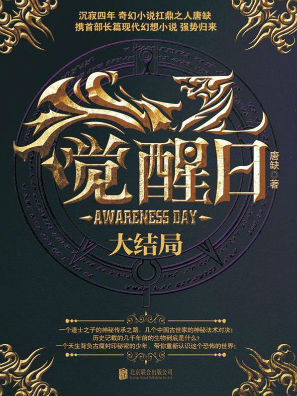 沉寂四年 奇幻小说扛鼎之人唐缺
携首部长篇现代幻想小说 强势归来
觉醒日
唐缺 著
AWARENESS DAY
大结局
一个道士之子的神秘传承之路，几个中国古世家的神秘法术对决！
历史记载的几千年前的生物到底是什么？
一个天生背负古魔封印秘密的少年，带你重新认识这个恐怖的世界！
北京联合出版公司